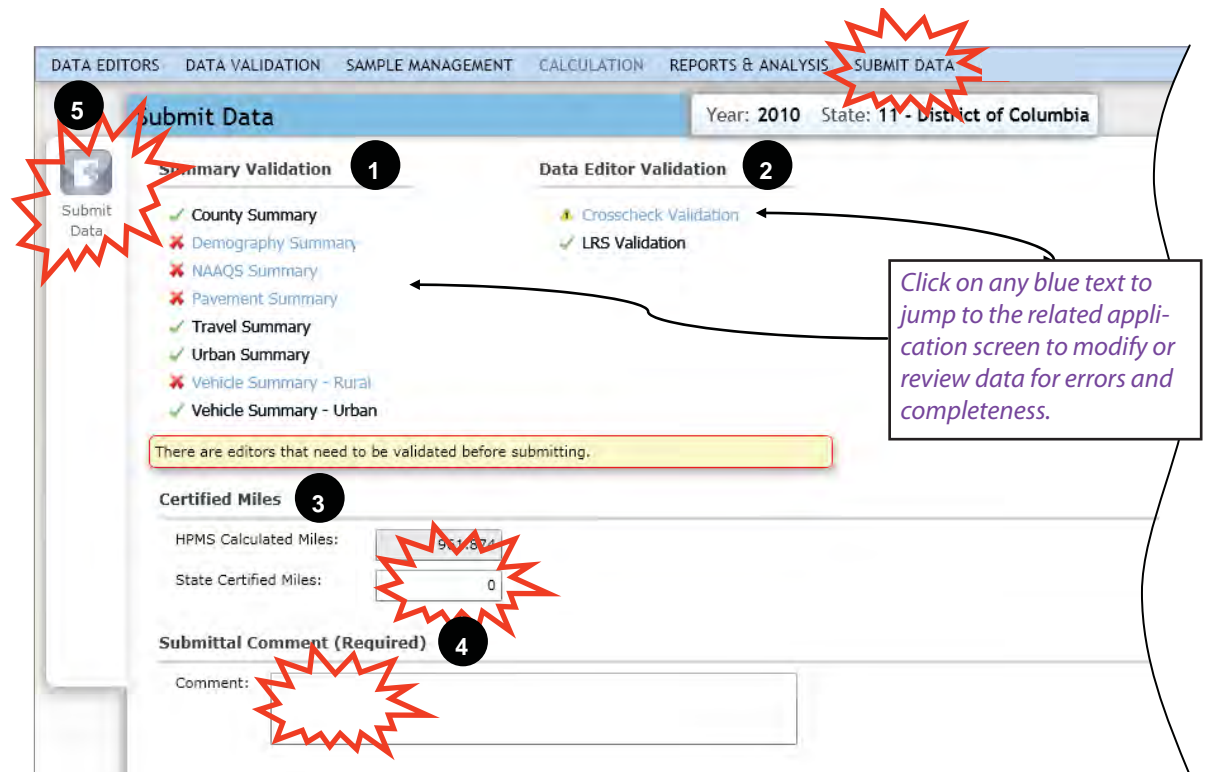 DATA EDITORS DATA VALIDATION SAMPLE MANAGEMENT CALCULATION REPORTS & ANALYSIS SUBMIT DATA
5
Submit Data
Year: 2010 State: 11 - District of Columbia
Submit
Data
Summary Validation 1
Data Editor Validation 2
County Summary
Demography Summary
NAAQS Summary
Pavement Summary
Travel Summary
Urban Summary
Vehicle Summary - Rural
Vehicle Summary - Urban
Crosscheck Validation
LRS Validation
Click on any blue text to
jump to the related appli-
cation screen to modify or
review data for errors and
completeness.
There are editors that need to be validated before submitting.
Certified Miles 3
HPMS Calculated Miles:
State Certified Miles: 0
Submittal Comment (Required) 4
Comment: